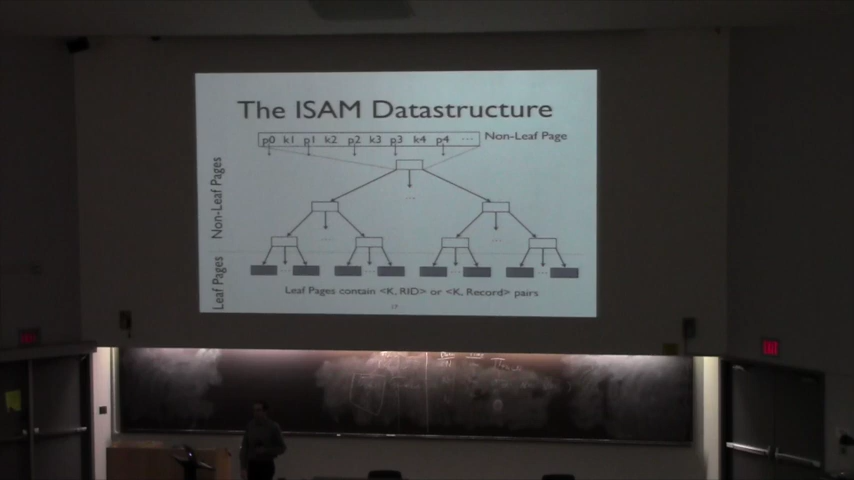 The ISAM Datastructure
p0 k1 p1 k2 p2 k3 p3 k4 p4 ...
Non-Leaf Page
Non-Leaf Pages
...
... ...
... ... ... ...
Leaf Pages
Leaf Pages contain <K, RID> or <K, Record> pairs
17